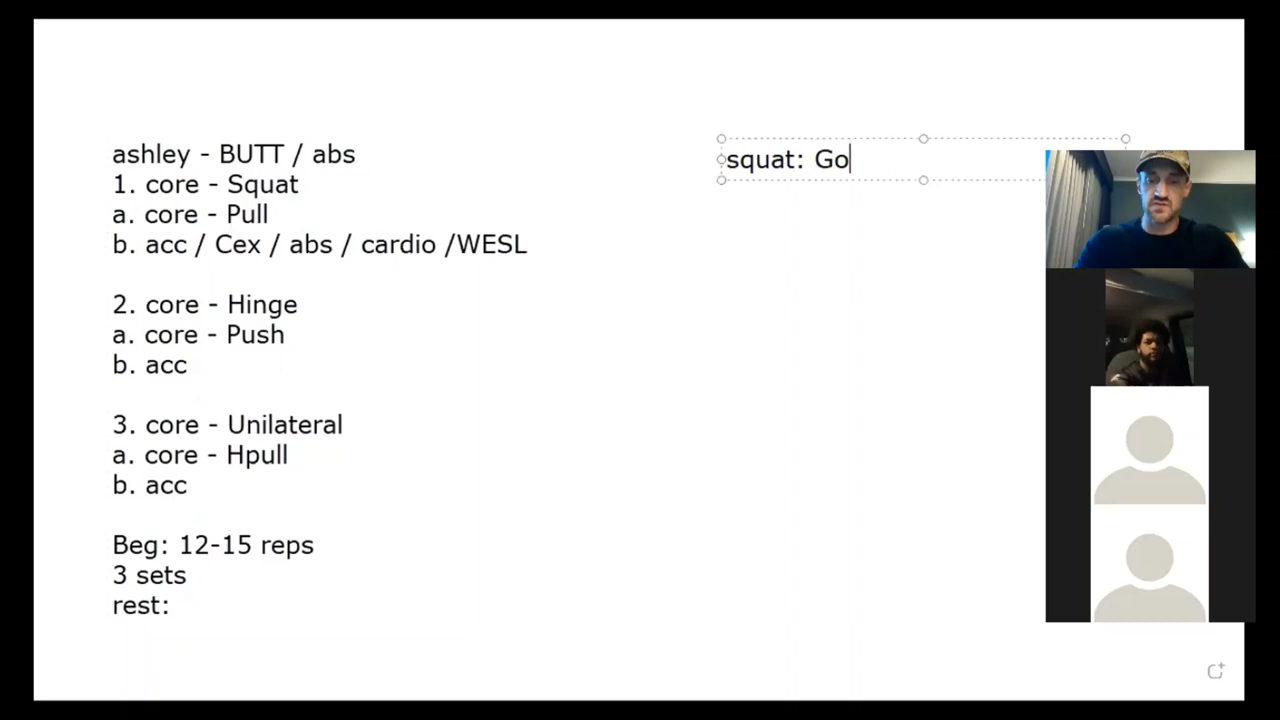 ashley - BUTT / abs
1. core - Squat
a. core - Pull
b. acc / Cex / abs / cardio /WESL
2. core - Hinge
a. core - Push
b. acc
3. core - Unilateral
a. core - Hpull
b. acc
Beg: 12-15 reps
3 sets
rest:
squat: Go